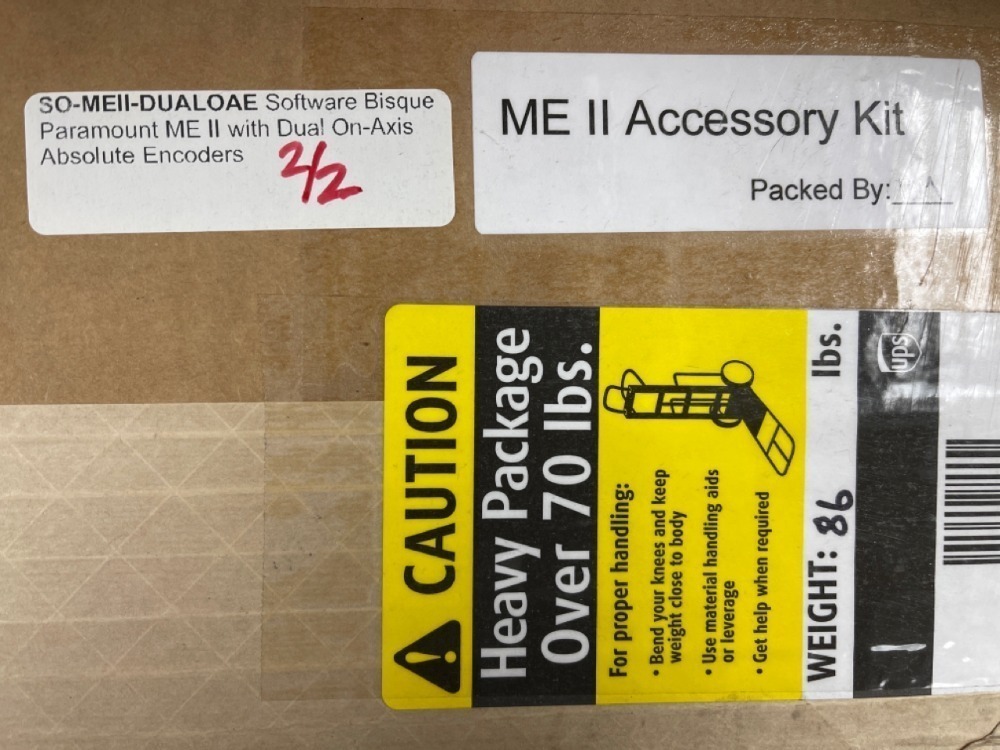 SO-MEII-DUALOAE Software Bisque
Paramount ME II with Dual On-Axis
Absolute Encoders
2/2
ME II Accessory Kit
Packed By:
CAUTION
Heavy Package
Over 70 lbs.
For proper handling:
• Bend your knees and keep
weight close to body
• Use material handling aids
or leverage
• Get help when required
WEIGHT: 86 lbs.
ups